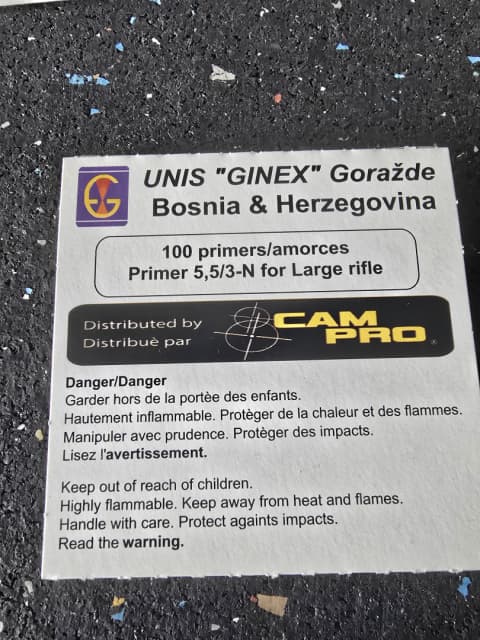 UNIS "GINEX" Goražde
Bosnia & Herzegovina
100 primers/amorces
Primer 5,5/3-N for Large rifle
Distributed by
Distribuè par
CAM
PRO
Danger/Danger
Garder hors de la portèe des enfants.
Hautement inflammable. Protèger de la chaleur et des flammes.
Manipuler avec prudence. Protèger des impacts.
Lisez l'avertissement.
Keep out of reach of children.
Highly flammable. Keep away from heat and flames.
Handle with care. Protect againts impacts.
Read the warning.